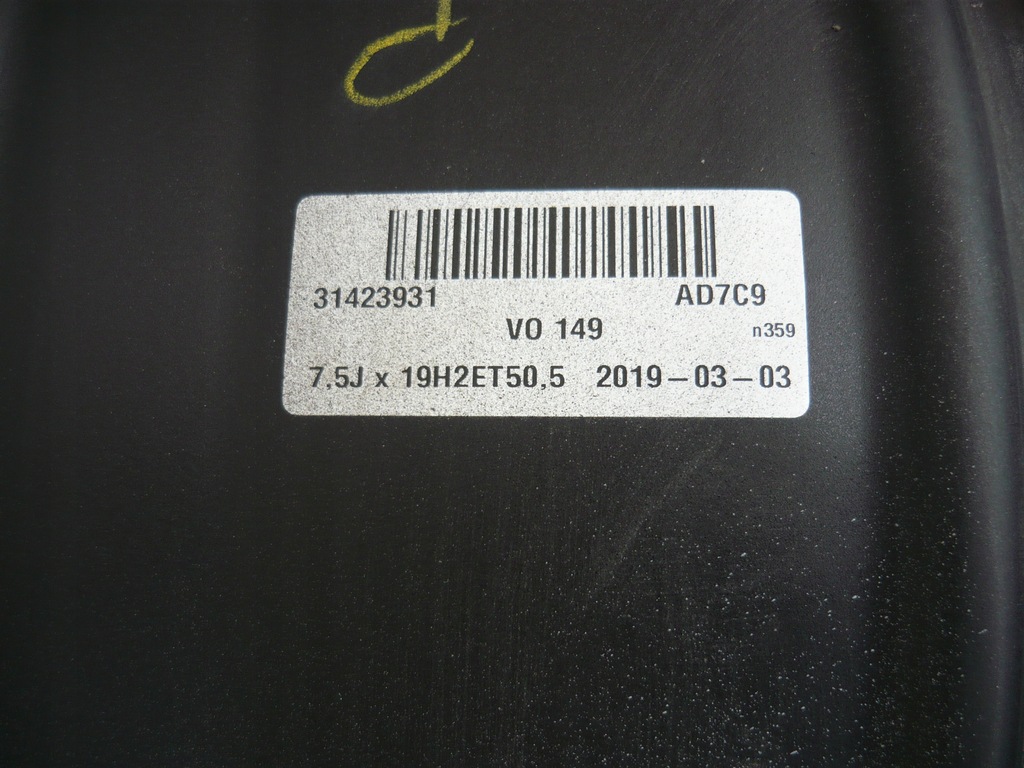 31423931 AD7C9
VO 149 n359
7,5J x 19H2ET50,5 2019-03-03